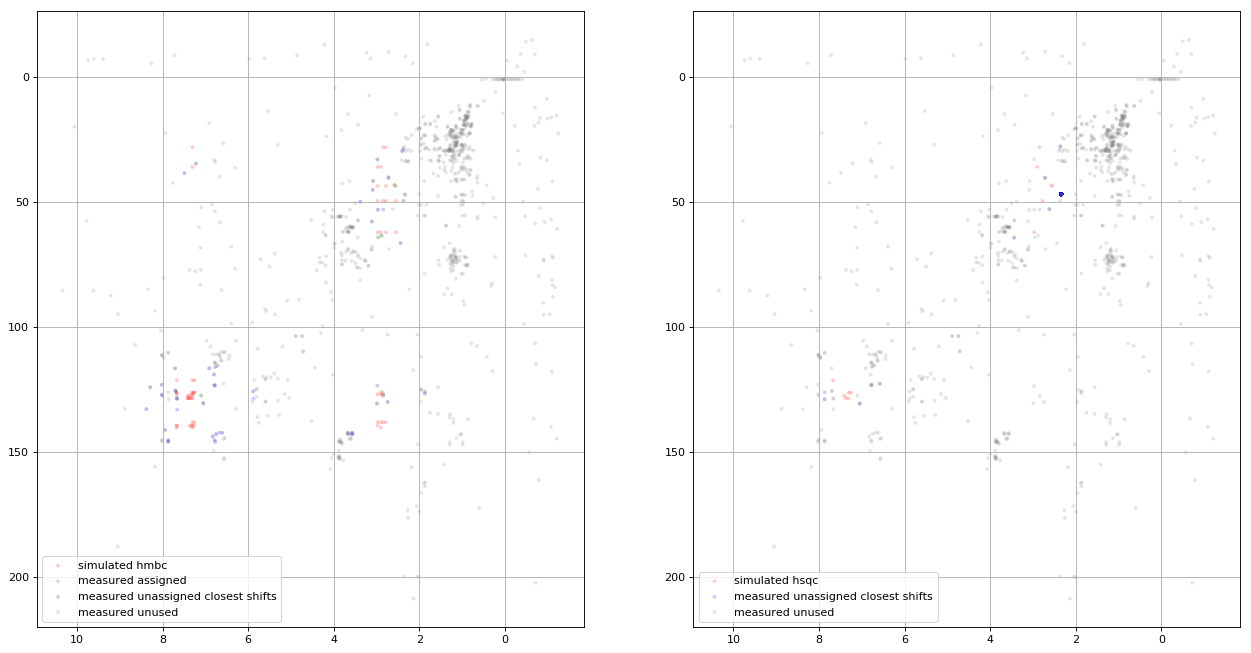 0
50
100
150
200
10 8 6 4 2 0
simulated hmbc
measured assigned
measured unassigned closest shifts
measured unused
0
50
100
150
200
10 8 6 4 2 0
simulated hsqc
measured unassigned closest shifts
measured unused